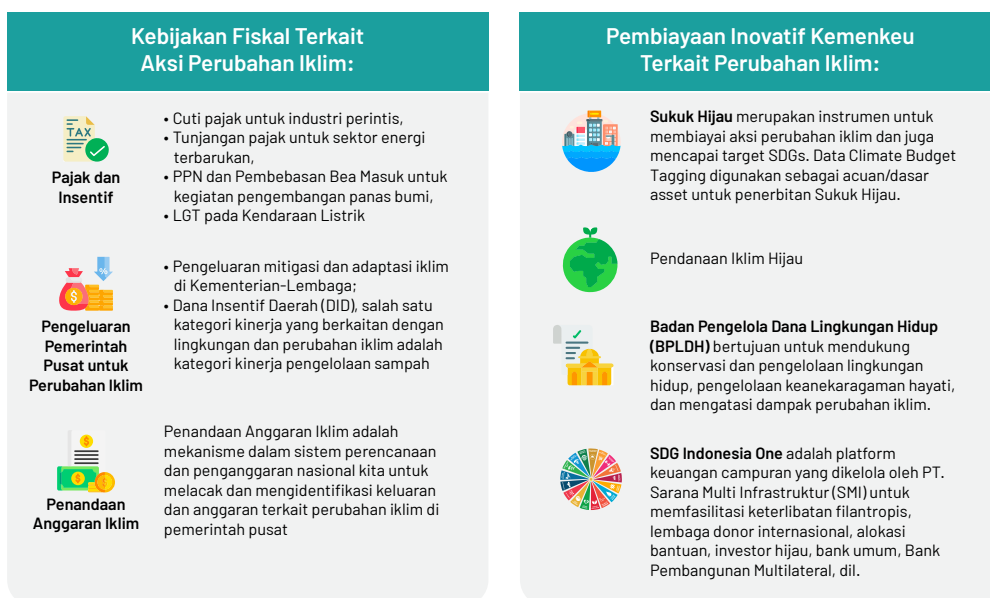 Kebijakan Fiskal Terkait
Aksi Perubahan Iklim:
TAX
Pajak dan
Insentif
• Cuti pajak untuk industri perintis,
• Tunjangan pajak untuk sektor energi
terbarukan,
• PPN dan Pembebasan Bea Masuk untuk
kegiatan pengembangan panas bumi,
• LGT pada Kendaraan Listrik
%
$
Pengeluaran
Pemerintah
Pusat untuk
Perubahan Iklim
• Pengeluaran mitigasi dan adaptasi iklim
di Kementerian-Lembaga;
• Dana Insentif Daerah (DID), salah satu
kategori kinerja yang berkaitan dengan
lingkungan dan perubahan iklim adalah
kategori kinerja pengelolaan sampah
$
$
$
Penandaan
Anggaran Iklim
Penandaan Anggaran Iklim adalah
mekanisme dalam sistem perencanaan
dan penganggaran nasional kita untuk
melacak dan mengidentifikasi keluaran
dan anggaran terkait perubahan iklim di
pemerintah pusat
Pembiayaan Inovatif Kemenkeu
Terkait Perubahan Iklim:
Sukuk Hijau merupakan instrumen untuk
membiayai aksi perubahan iklim dan juga
mencapai target SDGs. Data Climate Budget
Tagging digunakan sebagai acuan/dasar
asset untuk penerbitan Sukuk Hijau.
Pendanaan Iklim Hijau
Badan Pengelola Dana Lingkungan Hidup
(BPLDH) bertujuan untuk mendukung
konservasi dan pengelolaan lingkungan
hidup, pengelolaan keanekaragaman hayati,
dan mengatasi dampak perubahan iklim.
SDG Indonesia One adalah platform
keuangan campuran yang dikelola oleh PT.
Sarana Multi Infrastruktur (SMI) untuk
memfasilitasi keterlibatan filantropis,
lembaga donor internasional, alokasi
bantuan, investor hijau, bank umum, Bank
Pembangunan Multilateral, dil.